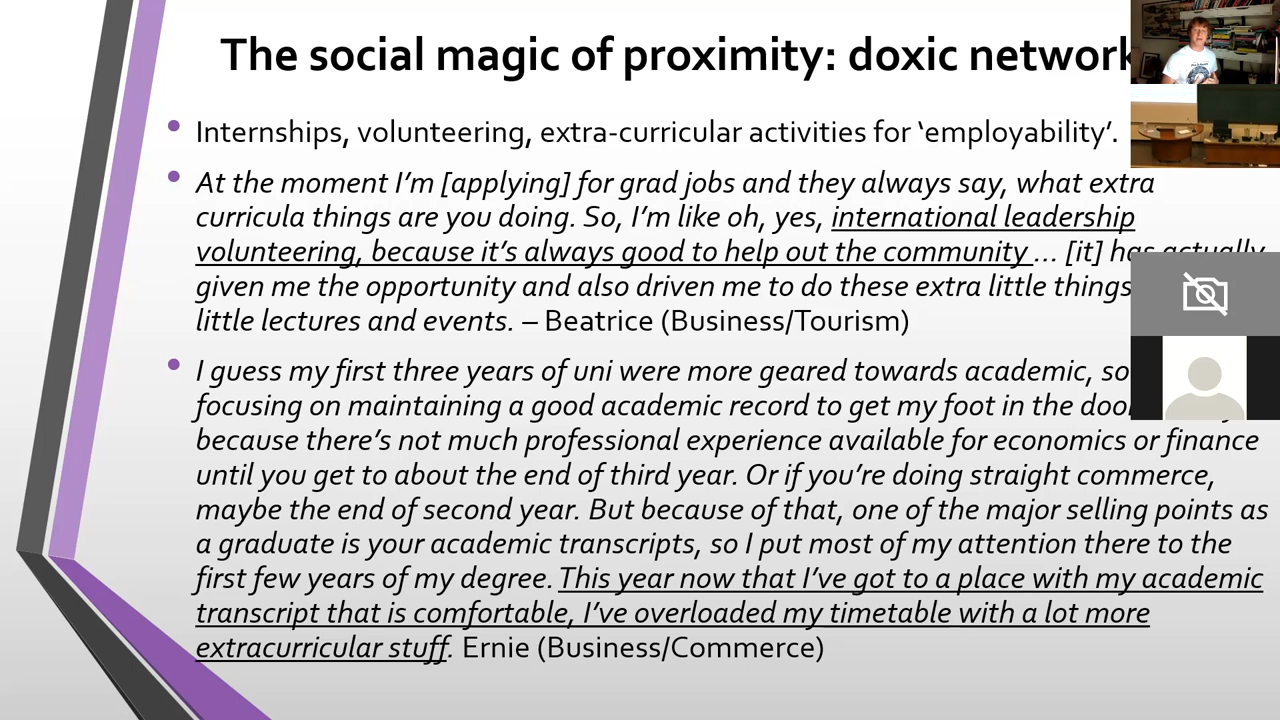 The social magic of proximity: doxic network
Internships, volunteering, extra-curricular activities for ‘employability’.
At the moment I’m [applying] for grad jobs and they always say, what extra
curricula things are you doing. So, I’m like oh, yes, international leadership
volunteering, because it’s always good to help out the community ... [it] has actually
given me the opportunity and also driven me to do these extra little things
little lectures and events. – Beatrice (Business/Tourism)
I guess my first three years of uni were more geared towards academic, so
focusing on maintaining a good academic record to get my foot in the door
because there’s not much professional experience available for economics or finance
until you get to about the end of third year. Or if you’re doing straight commerce,
maybe the end of second year. But because of that, one of the major selling points as
a graduate is your academic transcripts, so I put most of my attention there to the
first few years of my degree. This year now that I’ve got to a place with my academic
transcript that is comfortable, I’ve overloaded my timetable with a lot more
extracurricular stuff. Ernie (Business/Commerce)